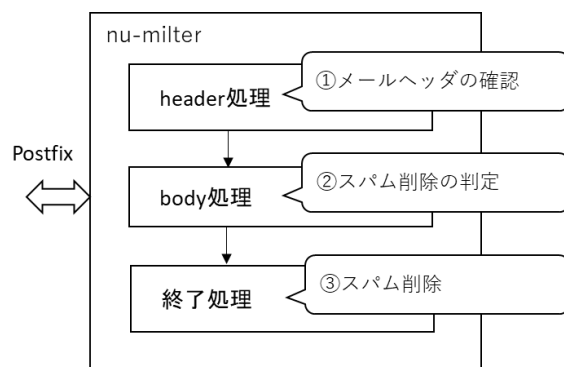 nu-milter
①メールヘッダの確認
header処理
Postfix
②スパム削除の判定
body処理
③スパム削除
終了処理